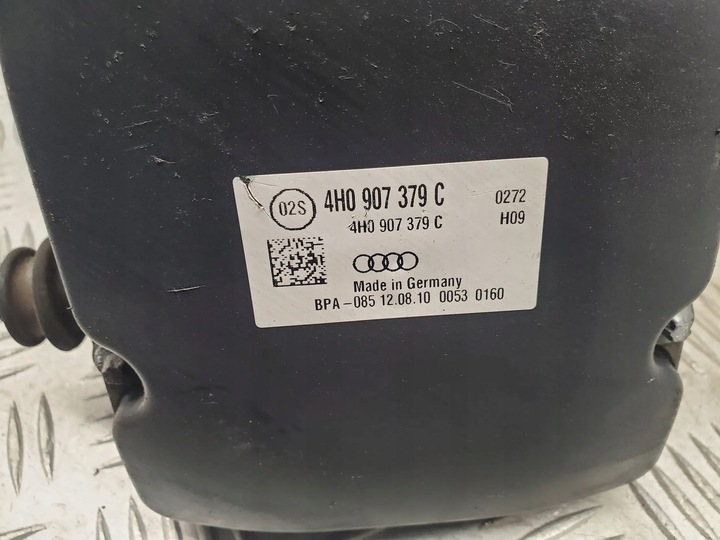 02S 4H0 907 379 C 0272
4H0 907 379 C H09
Made in Germany
BPA-085 12.08.10 0053 0160